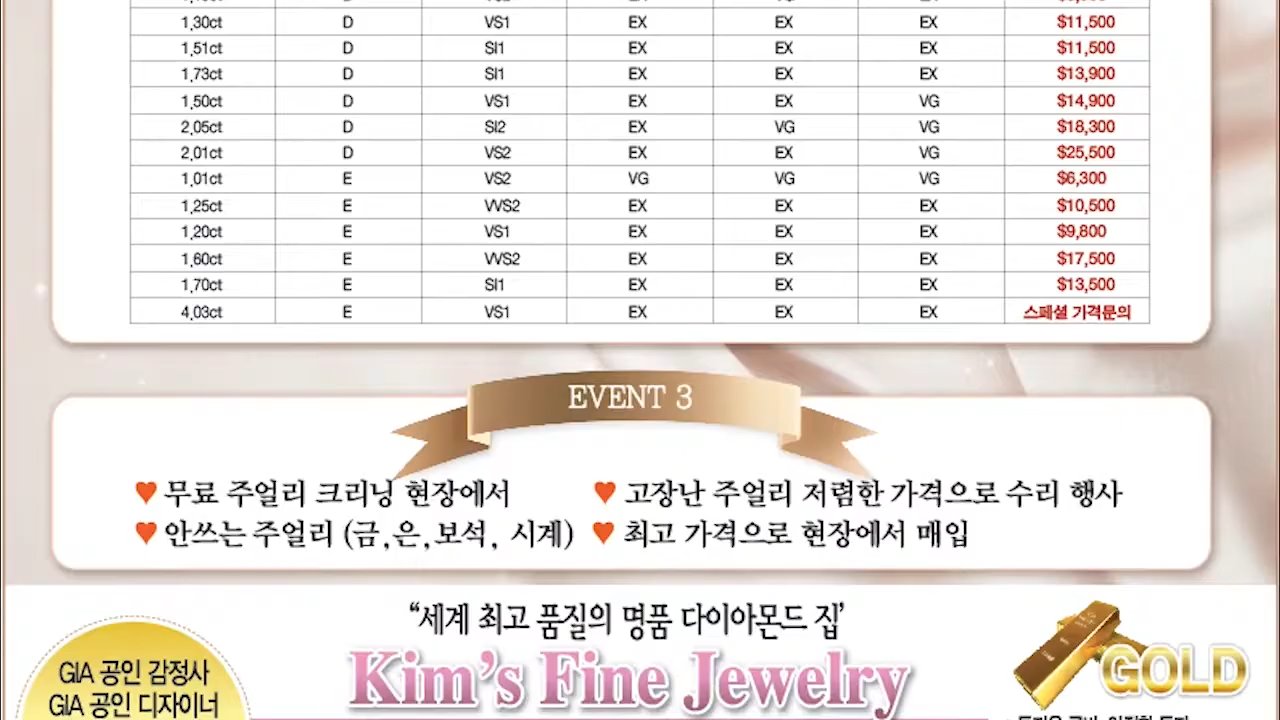 1.30ct D VS1 EX EX EX $11,500
1.51ct D SI1 EX EX EX $11,500
1.73ct D SI1 EX EX EX $13,900
1.50ct D VS1 EX EX VG $14,900
2.05ct D SI2 EX VG VG $18,300
2.01ct D VS2 EX EX VG $25,500
1.01ct E VS2 VG VG VG $6,300
1.25ct E VVS2 EX EX EX $10,500
1.20ct E VS1 EX EX EX $9,800
1.60ct E VVS2 EX EX EX $17,500
1.70ct E SI1 EX EX EX $13,500
4.03ct E VS1 EX EX EX 스페셜 가격문의
EVENT 3
♥ 무료 주얼리 크리닝 현장에서 ♥ 고장난 주얼리 저렴한 가격으로 수리 행사
♥ 안쓰는 주얼리 (금,은,보석, 시계) ♥ 최고 가격으로 현장에서 매입
“세계 최고 품질의 명품 다이아몬드 집’
Kim’s Fine Jewelry
GIA 공인 감정사
GIA 공인 디자이너
GOLD